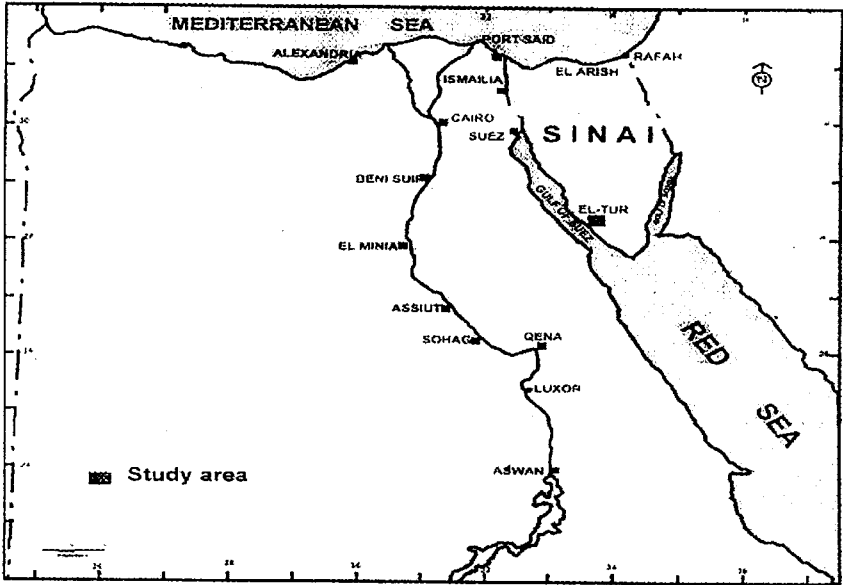 MEDITERRANEAN SEA
PORT-SAID
ALEXANDRIA
RAFAH
EL ARISH
ISMAILIA
CAIRO
SUEZ
SINAI
BENI SUIF
EL-TUR
GULF OF SUEZ
EL MINIA
ASSIUT
SOHAG
QENA
RED
SEA
LUXOR
ASWAN
Study area
30